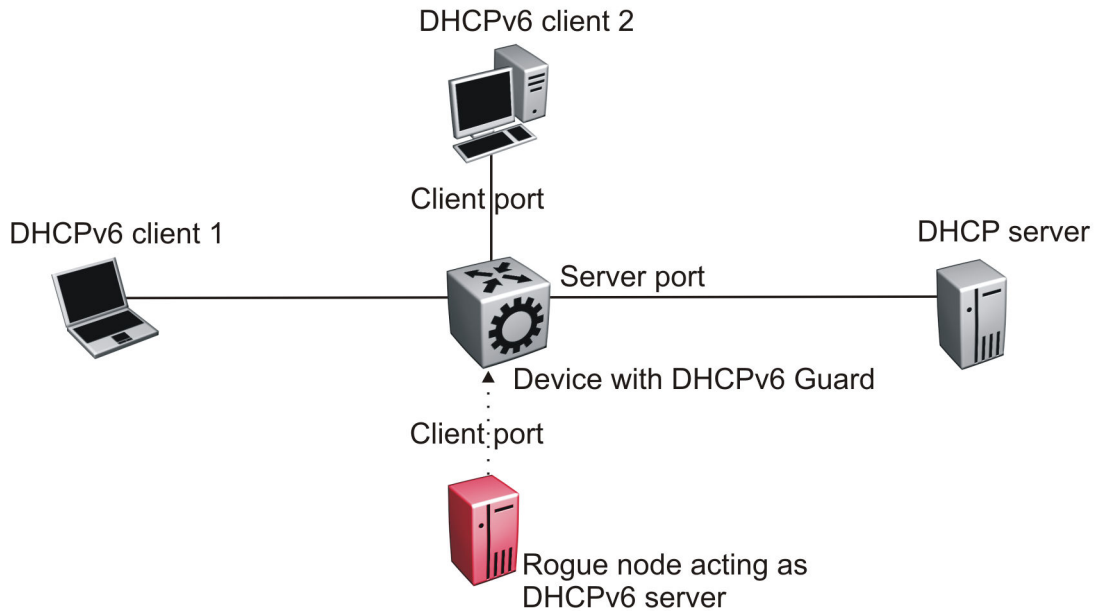 DHCPv6 client 2
Client port
DHCPv6 client 1
DHCP server
Server port
Device with DHCPv6 Guard
Client port
Rogue node acting as
DHCPv6 server